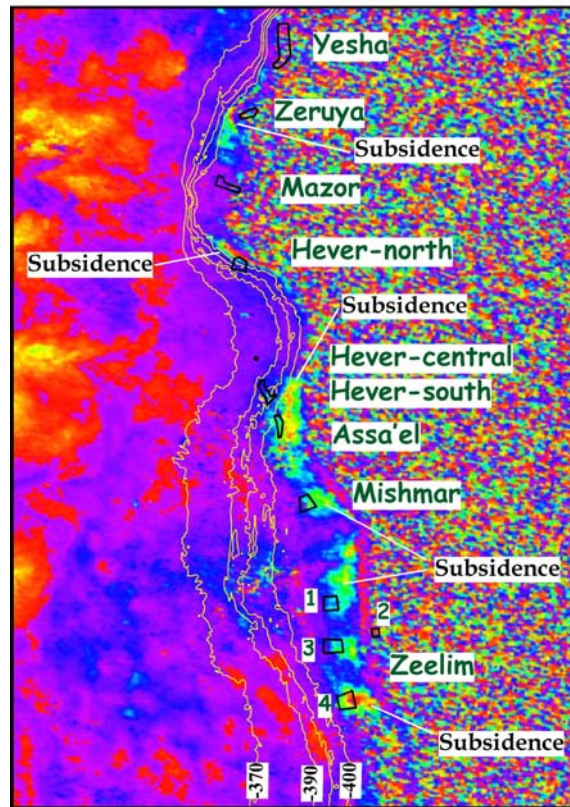 Yesha
Zeruya
Subsidence
Mazor
Hever-north
Subsidence
Subsidence
Hever-central
Hever-south
Assa'el
Mishmar
Subsidence
1
2
3
Zeelim
4
Subsidence
-370
-390
-400